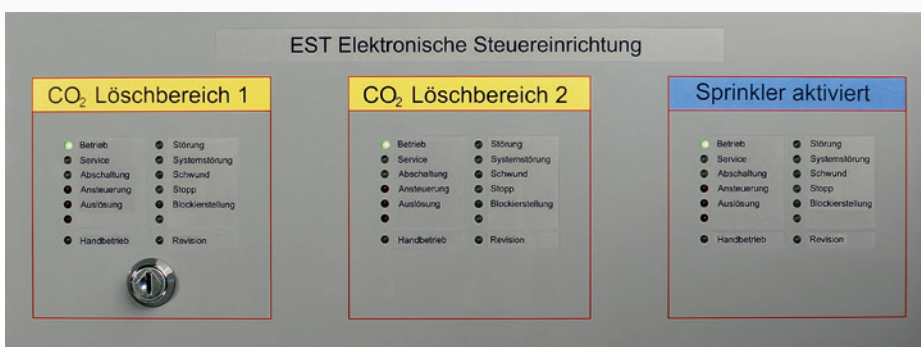 EST Elektronische Steuereinrichtung
CO₂ Löschbereich 1
Betrieb
Service
Abschaltung
Ansteuerung
Auslösung
Handbetrieb
Störung
Systemstörung
Schwund
Stopp
Blockierstellung
Revision
CO₂ Löschbereich 2
Betrieb
Service
Abschaltung
Ansteuerung
Auslösung
Handbetrieb
Störung
Systemstörung
Schwund
Stopp
Blockierstellung
Revision
Sprinkler aktiviert
Betrieb
Service
Abschaltung
Ansteuerung
Auslösung
Handbetrieb
Störung
Systemstörung
Schwund
Stopp
Blockierstellung
Revision